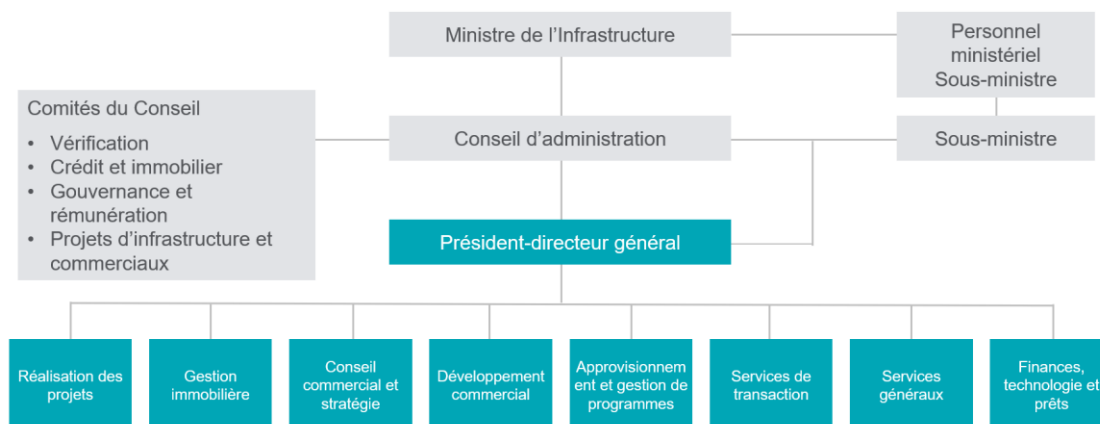 Ministre de l’Infrastructure
Personnel
ministériel
Sous-ministre
Comités du Conseil
• Vérification
• Crédit et immobilier
• Gouvernance et
rémunération
• Projets d’infrastructure et
commerciaux
Conseil d’administration
Sous-ministre
Président-directeur général
Réalisation des
projets
Gestion
immobilière
Conseil
commercial et
stratégie
Développement
commercial
Approvisionnem
ent et gestion de
programmes
Services de
transaction
Services
généraux
Finances,
technologie et
prêts